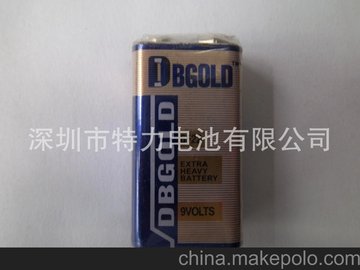 DBGOLD™
深圳市特力电池有限公司
DBGOLD
EXTRA
HEAVY
BATTERY
9VOLTS
china.makepolo.com